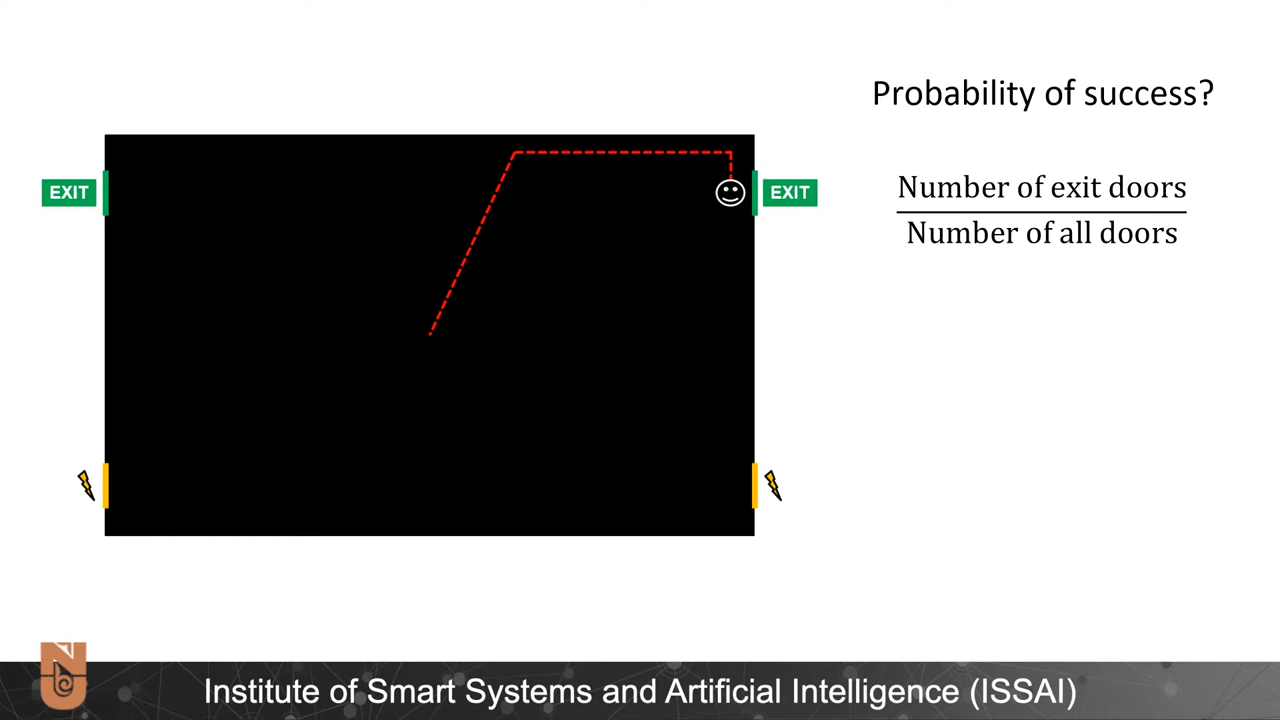 Probability of success?
EXIT
EXIT
Number of exit doors
Number of all doors
Institute of Smart Systems and Artificial Intelligence (ISSAI)